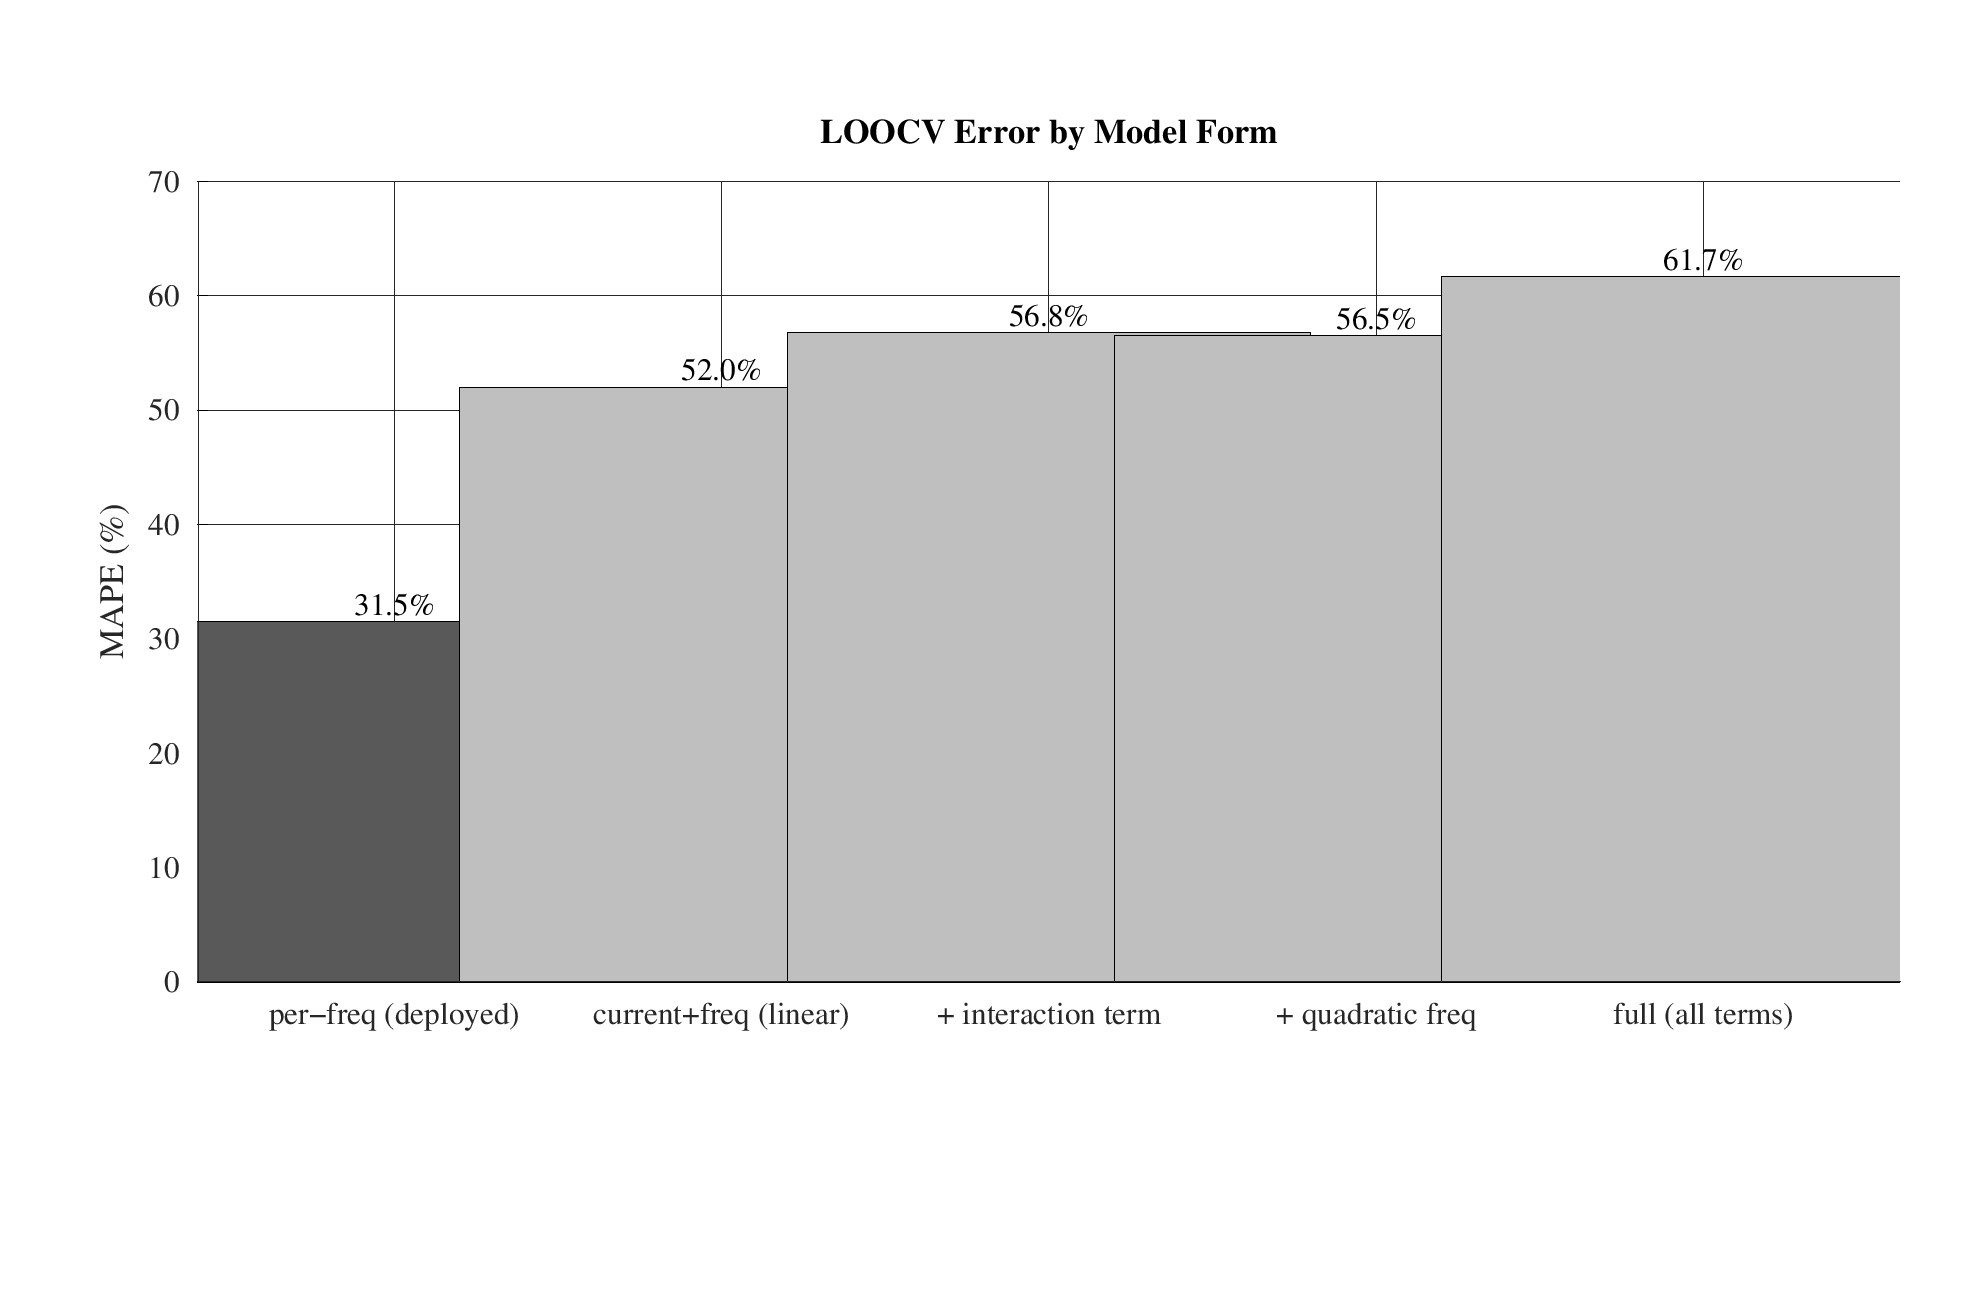 LOOCV Error by Model Form
MAPE (%)
70
60
50
40
30
20
10
0
31.5%
52.0%
56.8%
56.5%
61.7%
per−freq (deployed)
current+freq (linear)
+ interaction term
+ quadratic freq
full (all terms)